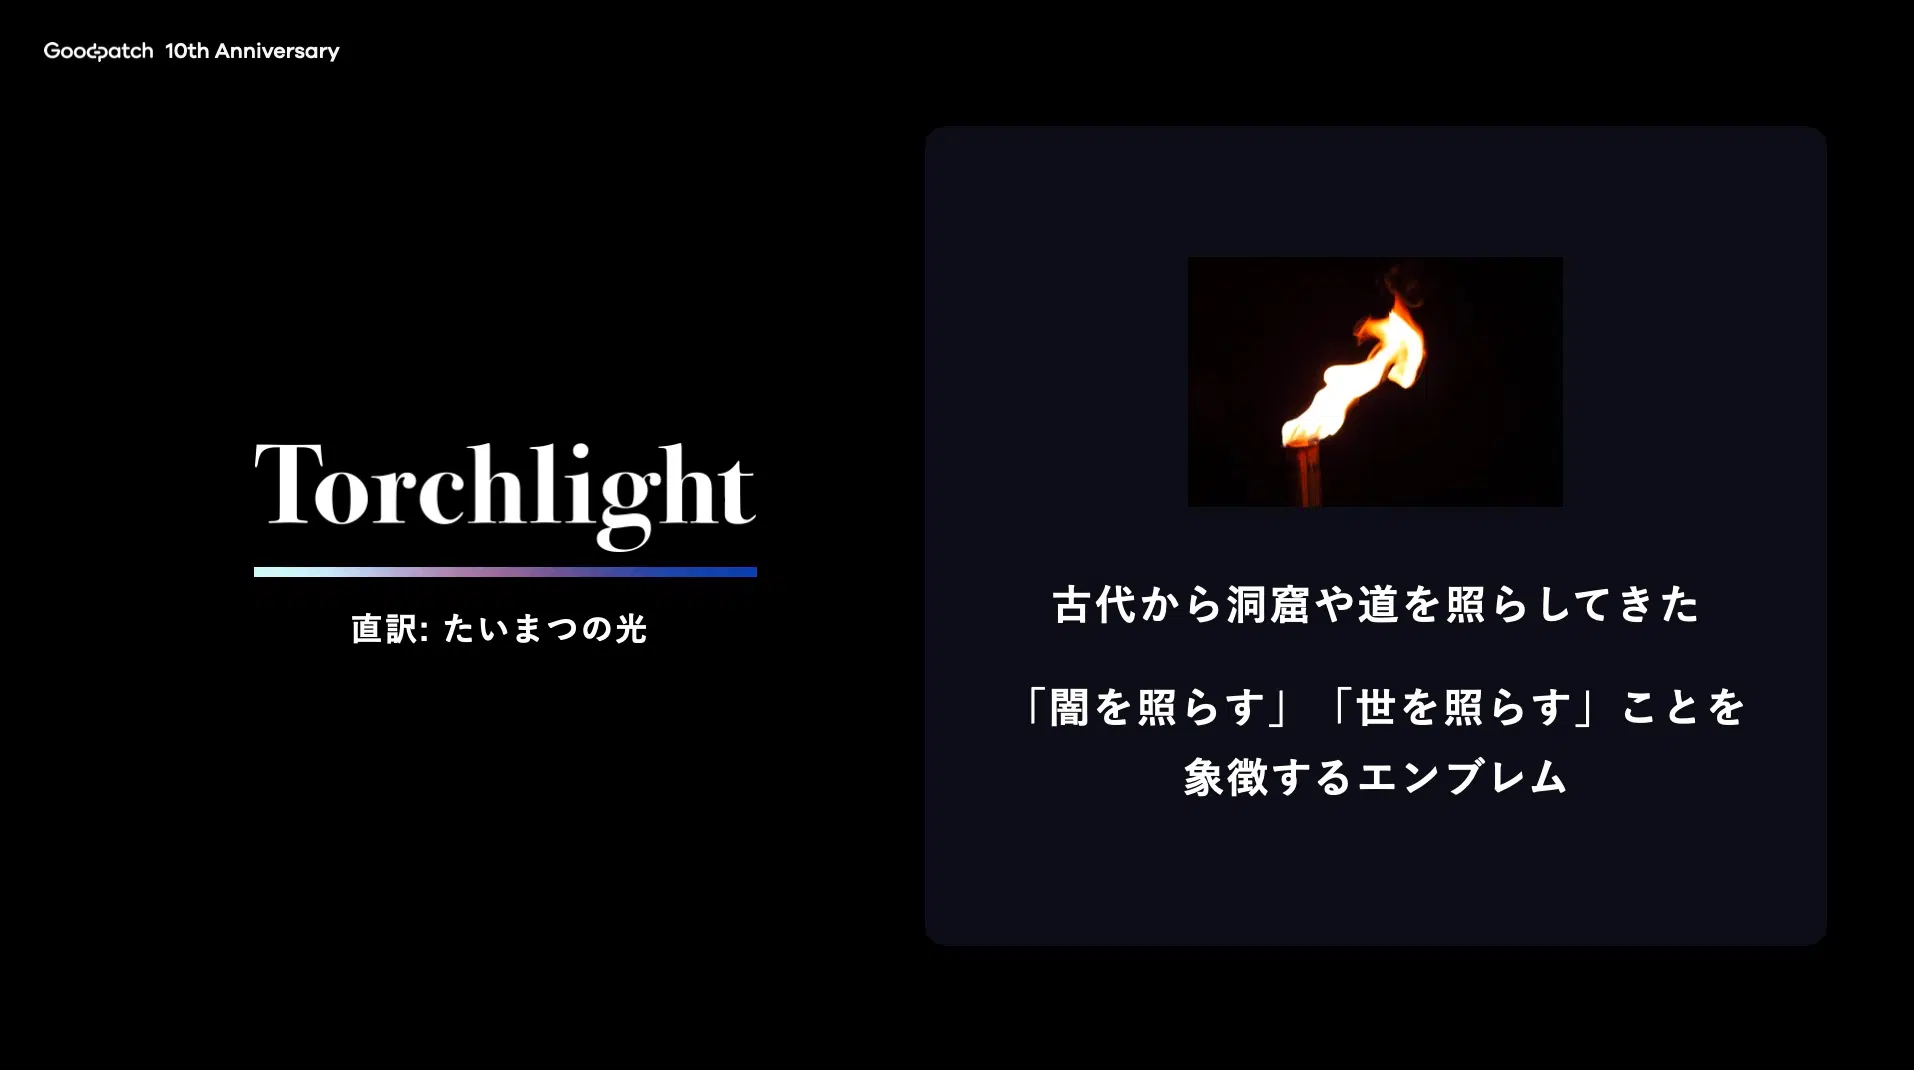 Goodpatch 10th Anniversary
Torchlight
直訳: たいまつの光
古代から洞窟や道を照らしてきた
「闇を照らす」「世を照らす」ことを
象徴するエンブレム